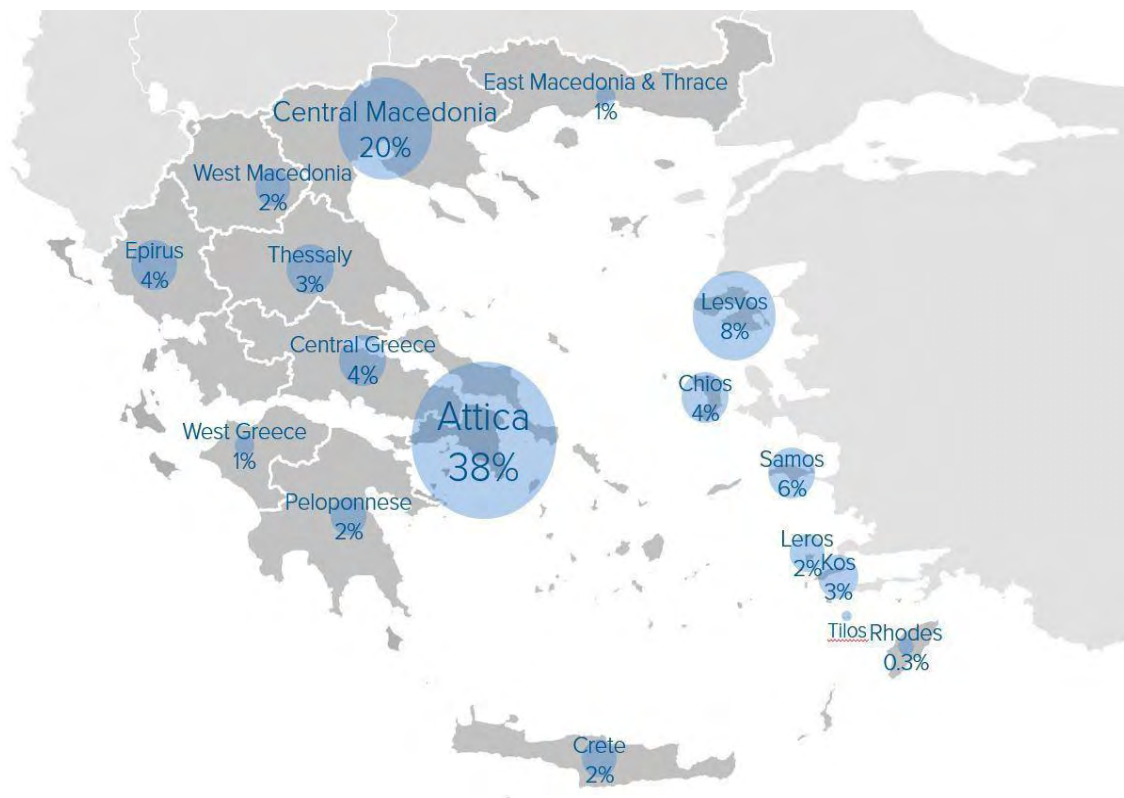 East Macedonia & Thrace
1%
Central Macedonia
20%
West Macedonia
2%
Epirus
4%
Thessaly
3%
Lesvos
8%
Central Greece
4%
Chios
4%
Attica
38%
West Greece
1%
Samos
6%
Peloponnese
2%
Leros
2%
Kos
3%
Tilos
Rhodes
0.3%
Crete
2%